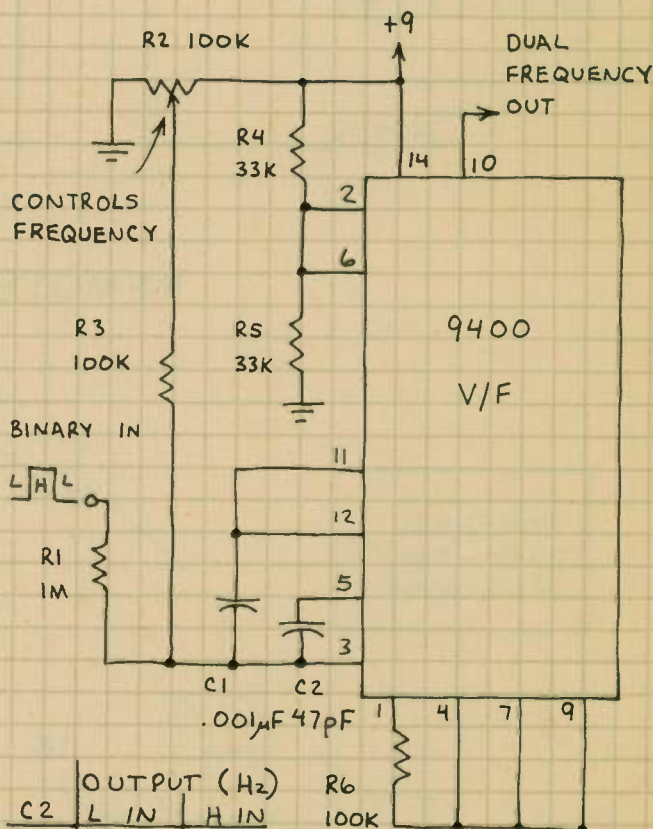 R2 100K
+9
DUAL
FREQUENCY
OUT
R4
33K
14
10
CONTROLS
FREQUENCY
2
6
R3
100K
R5
33K
9400
V/F
BINARY IN
L H L
R1
1M
11
12
5
3
C1 C2
.001µF 47pF
1
4
7
9
R6
100K
OUTPUT (Hz)
C2 L IN H IN